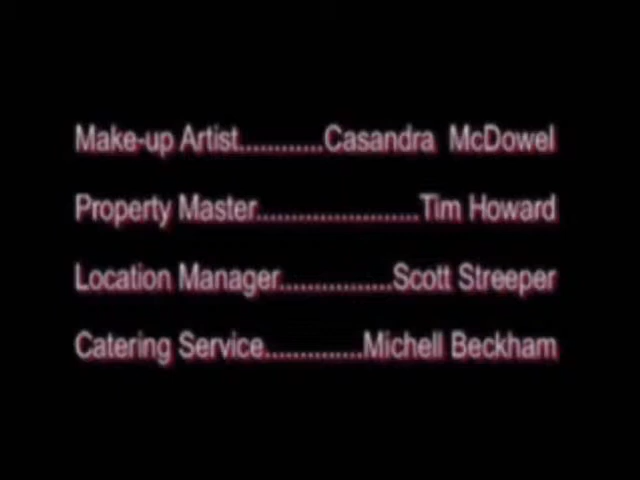 Make-up Artist............Casandra McDowel
Property Master.......................Tim Howard
Location Manager................Scott Streeper
Catering Service..............Michell Beckham